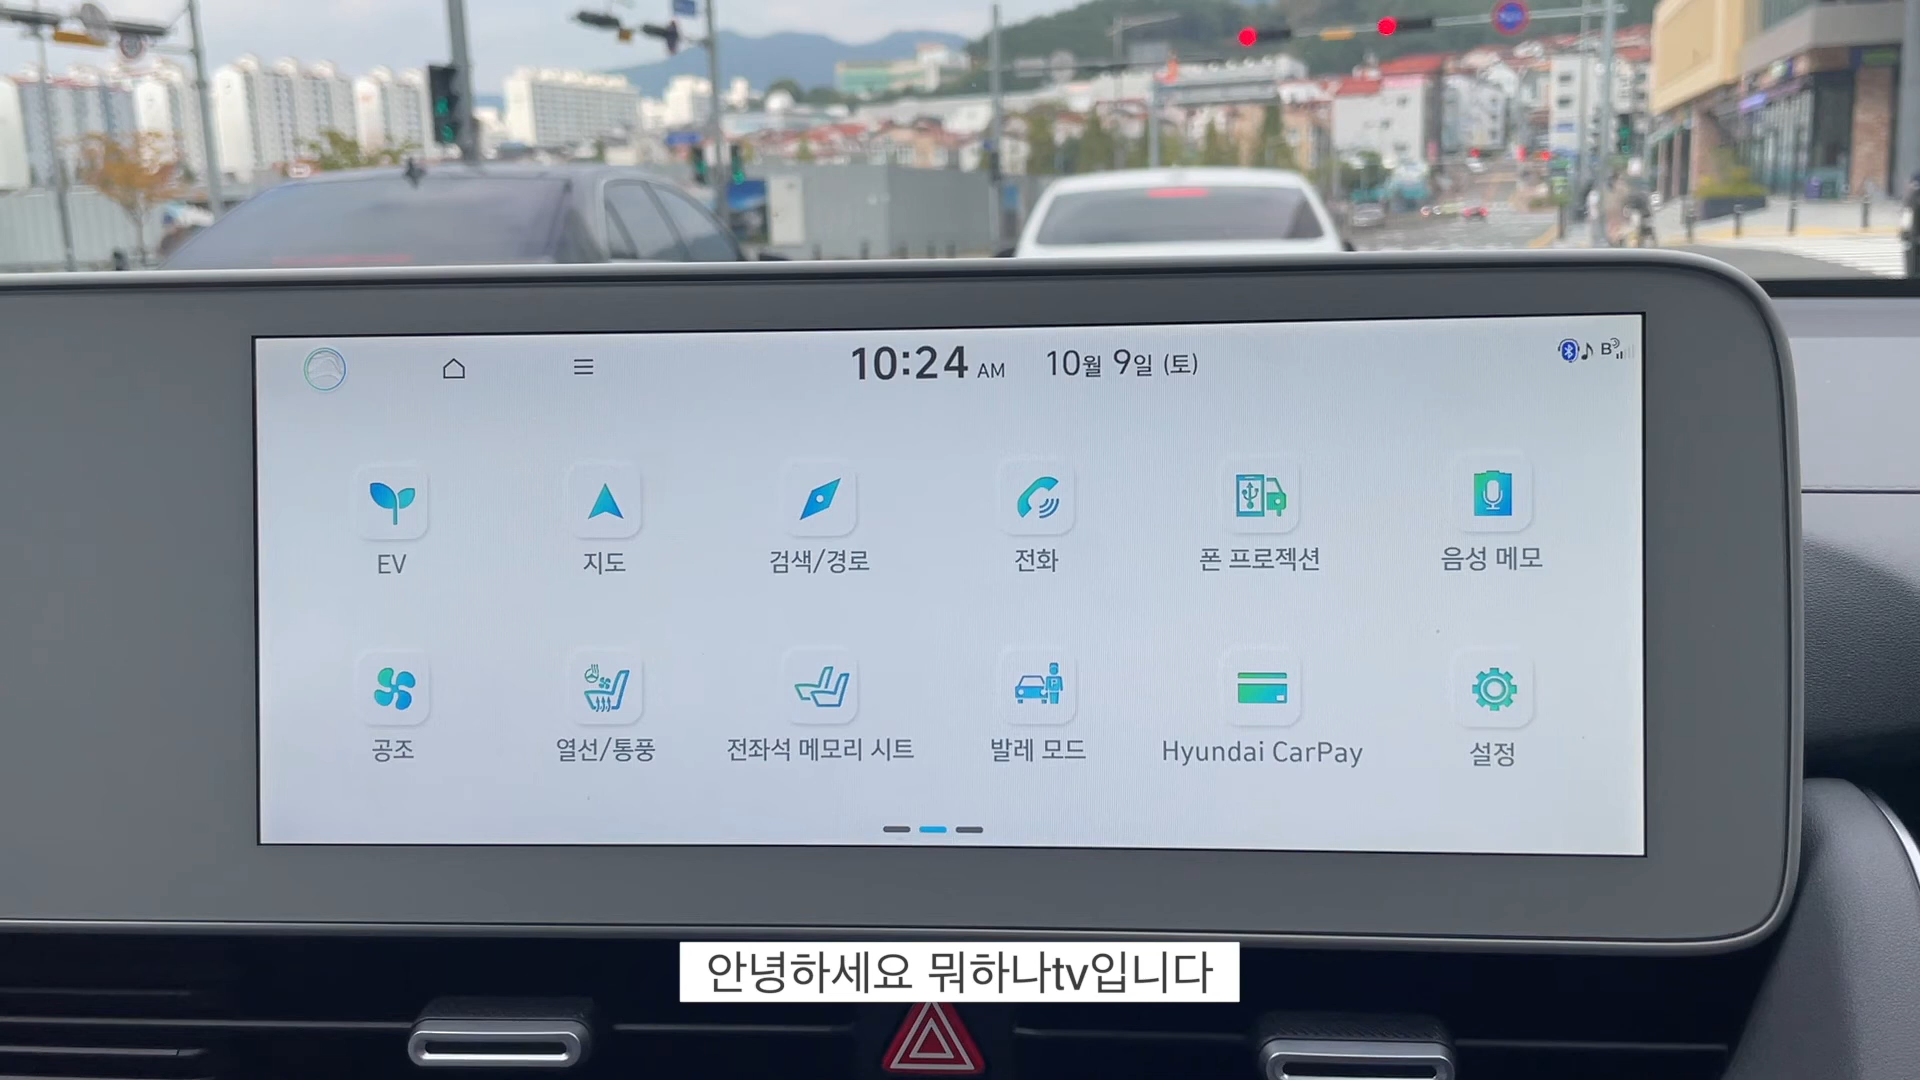 10:24 AM 10월 9일 (토)
EV
지도
검색/경로
전화
폰 프로젝션
음성 메모
공조
열선/통풍
전좌석 메모리 시트
발레 모드
Hyundai CarPay
설정
안녕하세요 뭐하나tv입니다